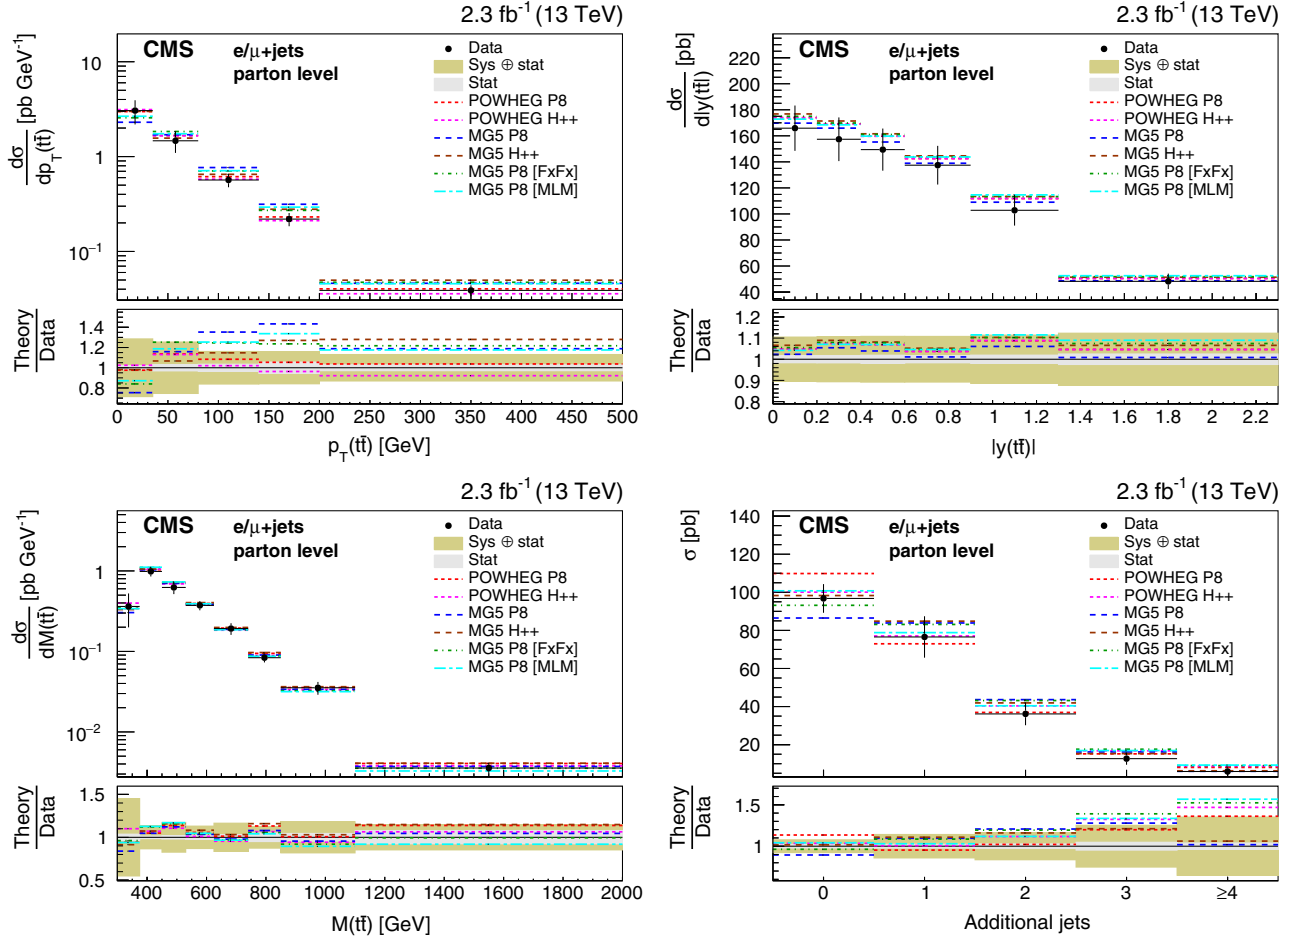 2.3 fb⁻¹ (13 TeV)
CMS
e/μ+jets
parton level
Data
Sys ⊕ stat
Stat
POWHEG P8
POWHEG H++
MG5 P8
MG5 H++
MG5 P8 [FxFx]
MG5 P8 [MLM]
dσ/dp_T(tt̄) [pb GeV⁻¹]
10
1
10⁻¹
Theory/Data
1.4
1.2
1
0.8
0 50 100 150 200 250 300 350 400 450 500
p_T(tt̄) [GeV]
2.3 fb⁻¹ (13 TeV)
CMS
e/μ+jets
parton level
Data
Sys ⊕ stat
Stat
POWHEG P8
POWHEG H++
MG5 P8
MG5 H++
MG5 P8 [FxFx]
MG5 P8 [MLM]
dσ/d|y(tt̄)| [pb]
220
200
180
160
140
120
100
80
60
40
Theory/Data
1.2
1.1
1
0.9
0.8
0 0.2 0.4 0.6 0.8 1 1.2 1.4 1.6 1.8 2 2.2
|y(tt̄)|
2.3 fb⁻¹ (13 TeV)
CMS
e/μ+jets
parton level
Data
Sys ⊕ stat
Stat
POWHEG P8
POWHEG H++
MG5 P8
MG5 H++
MG5 P8 [FxFx]
MG5 P8 [MLM]
dσ/dM(tt̄) [pb GeV⁻¹]
1
10⁻¹
10⁻²
Theory/Data
1.5
1
0.5
400 600 800 1000 1200 1400 1600 1800 2000
M(tt̄) [GeV]
2.3 fb⁻¹ (13 TeV)
CMS
e/μ+jets
parton level
Data
Sys ⊕ stat
Stat
POWHEG P8
POWHEG H++
MG5 P8
MG5 H++
MG5 P8 [FxFx]
MG5 P8 [MLM]
σ [pb]
140
120
100
80
60
40
20
Theory/Data
1.5
1
0 1 2 3 ≥4
Additional jets